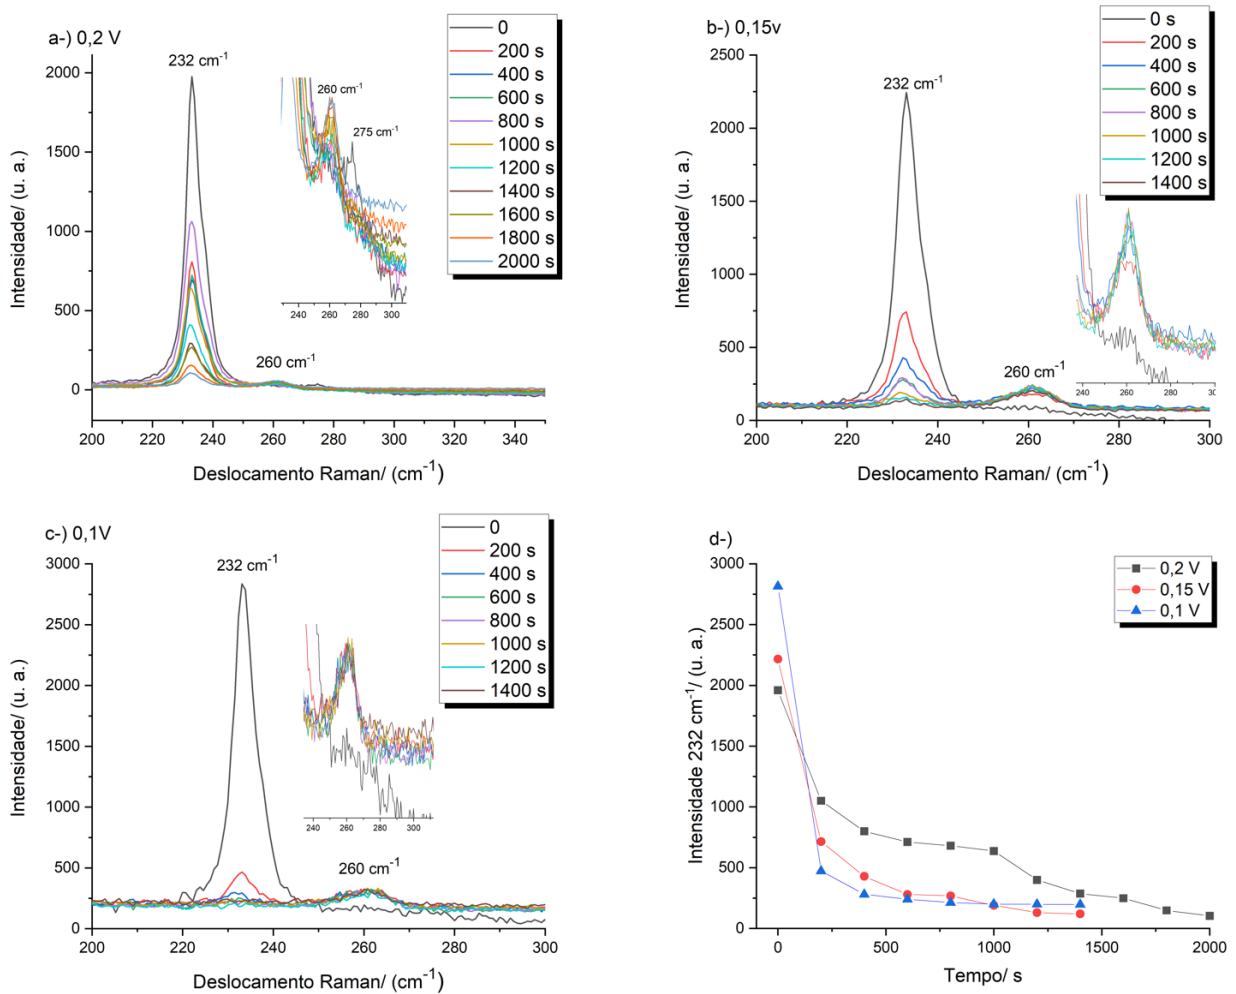 a-) 0,2 V
232 cm⁻¹
260 cm⁻¹
275 cm⁻¹
240 260 280 300
260 cm⁻¹
0
200 s
400 s
600 s
800 s
1000 s
1200 s
1400 s
1600 s
1800 s
2000 s
2000
1500
1000
500
0
200 220 240 260 280 300 320 340
Intensidade/ (u. a.)
Deslocamento Raman/ (cm⁻¹)
b-) 0,15v
232 cm⁻¹
260 cm⁻¹
240 260 280 300
0 s
200 s
400 s
600 s
800 s
1000 s
1200 s
1400 s
2500
2000
1500
1000
500
0
200 220 240 260 280 300
Intensidade/ (u. a.)
Deslocamento Raman/ (cm⁻¹)
c-) 0,1V
232 cm⁻¹
260 cm⁻¹
240 260 280 300
0
200 s
400 s
600 s
800 s
1000 s
1200 s
1400 s
3000
2500
2000
1500
1000
500
0
200 220 240 260 280 300
Intensidade/ (u. a.)
Deslocamento Raman/ (cm⁻¹)
d-)
0,2 V
0,15 V
0,1 V
3000
2500
2000
1500
1000
500
0
0 500 1000 1500 2000
Intensidade 232 cm⁻¹/ (u. a.)
Tempo/ s